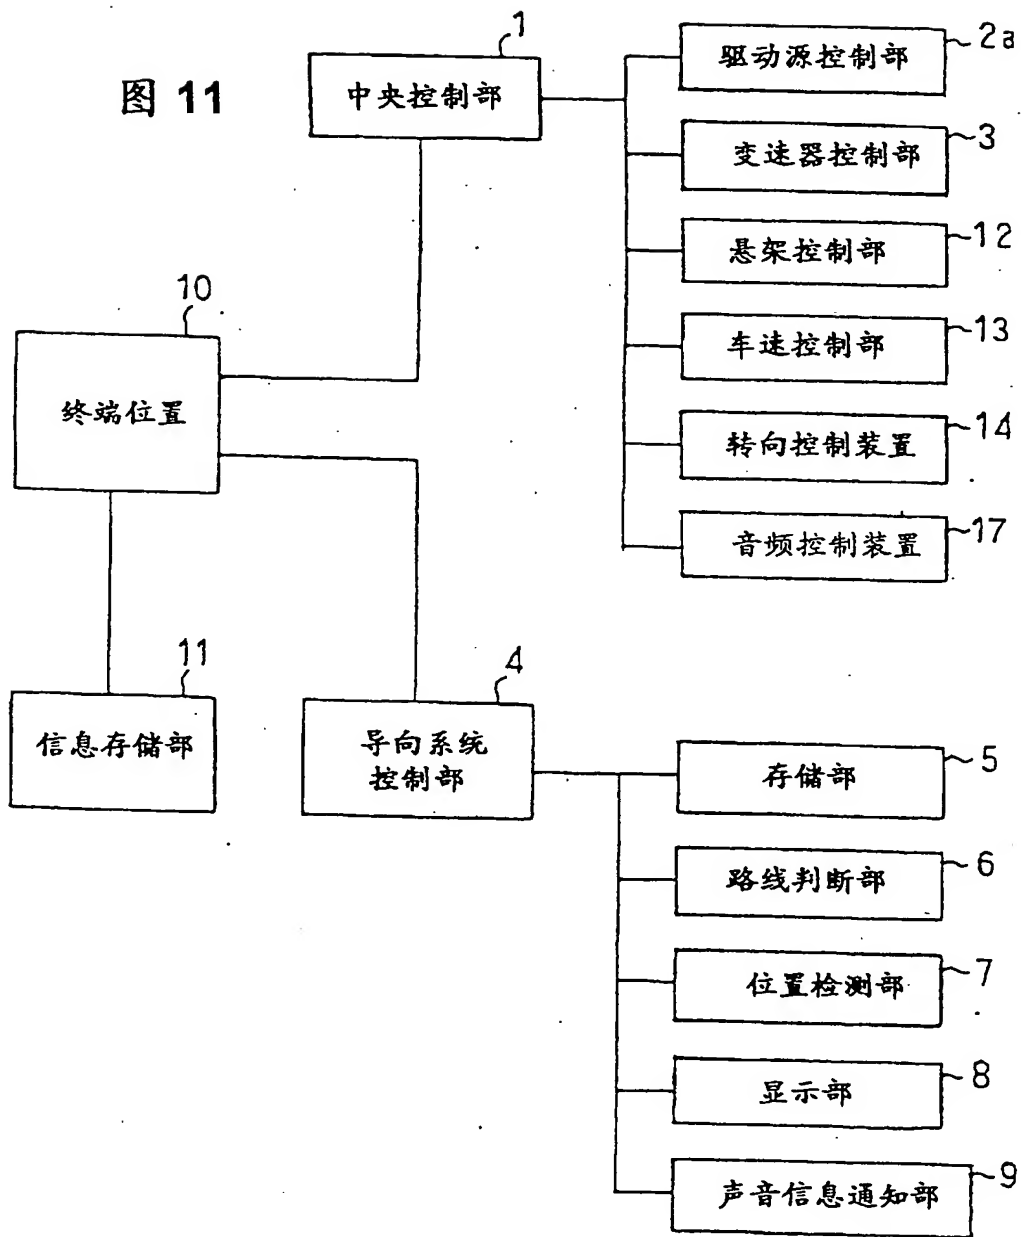 图 11
1
中央控制部
2a
驱动源控制部
3
变速器控制部
12
悬架控制部
13
车速控制部
14
转向控制装置
17
音频控制装置
10
终端位置
11
信息存储部
4
导向系统
控制部
5
存储部
6
路线判断部
7
位置检测部
8
显示部
9
声音信息通知部